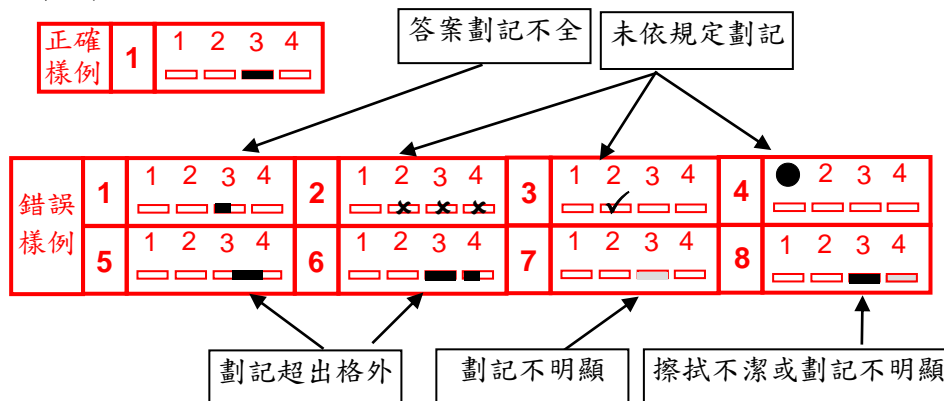 答案劃記不全
未依規定劃記
正確樣例 1 1 2 3 4
錯誤樣例
1 1 2 3 4
2 1 2 3 4
3 1 2 3 4
4 2 3 4
5 1 2 3 4
6 1 2 3 4
7 1 2 3 4
8 1 2 3 4
劃記超出格外
劃記不明顯
擦拭不潔或劃記不明顯